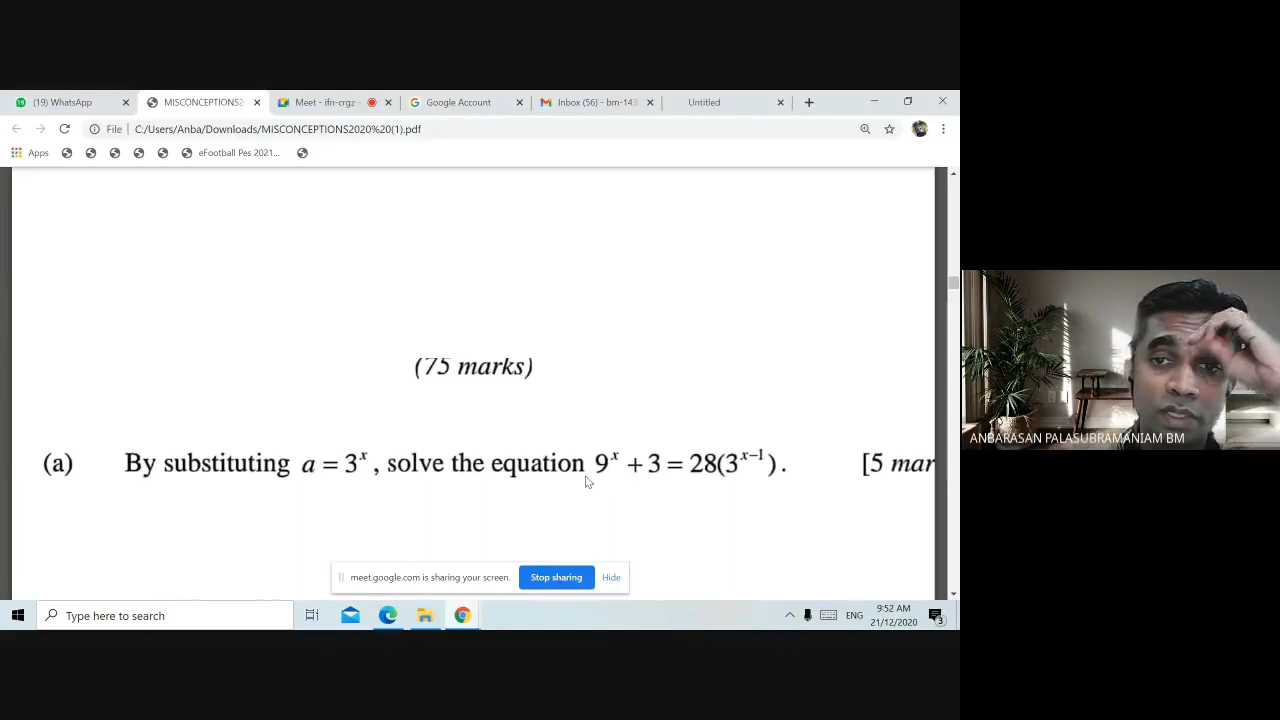 (19) WhatsApp
MISCONCEPTIONS2
Meet - ifn-crgz-
Google Account
Inbox (56) - bm-143
Untitled
File C:/Users/Anba/Downloads/MISCONCEPTIONS2020%20(1).pdf
Apps
eFootball Pes 2021...
(75 marks)
(a) By substituting a = 3^x, solve the equation 9^x + 3 = 28(3^{x−1}). [5 mar
ANBARASAN PALASUBRAMANIAM BM
meet.google.com is sharing your screen. Stop sharing Hide
Type here to search
ENG
9:52 AM
21/12/2020
3